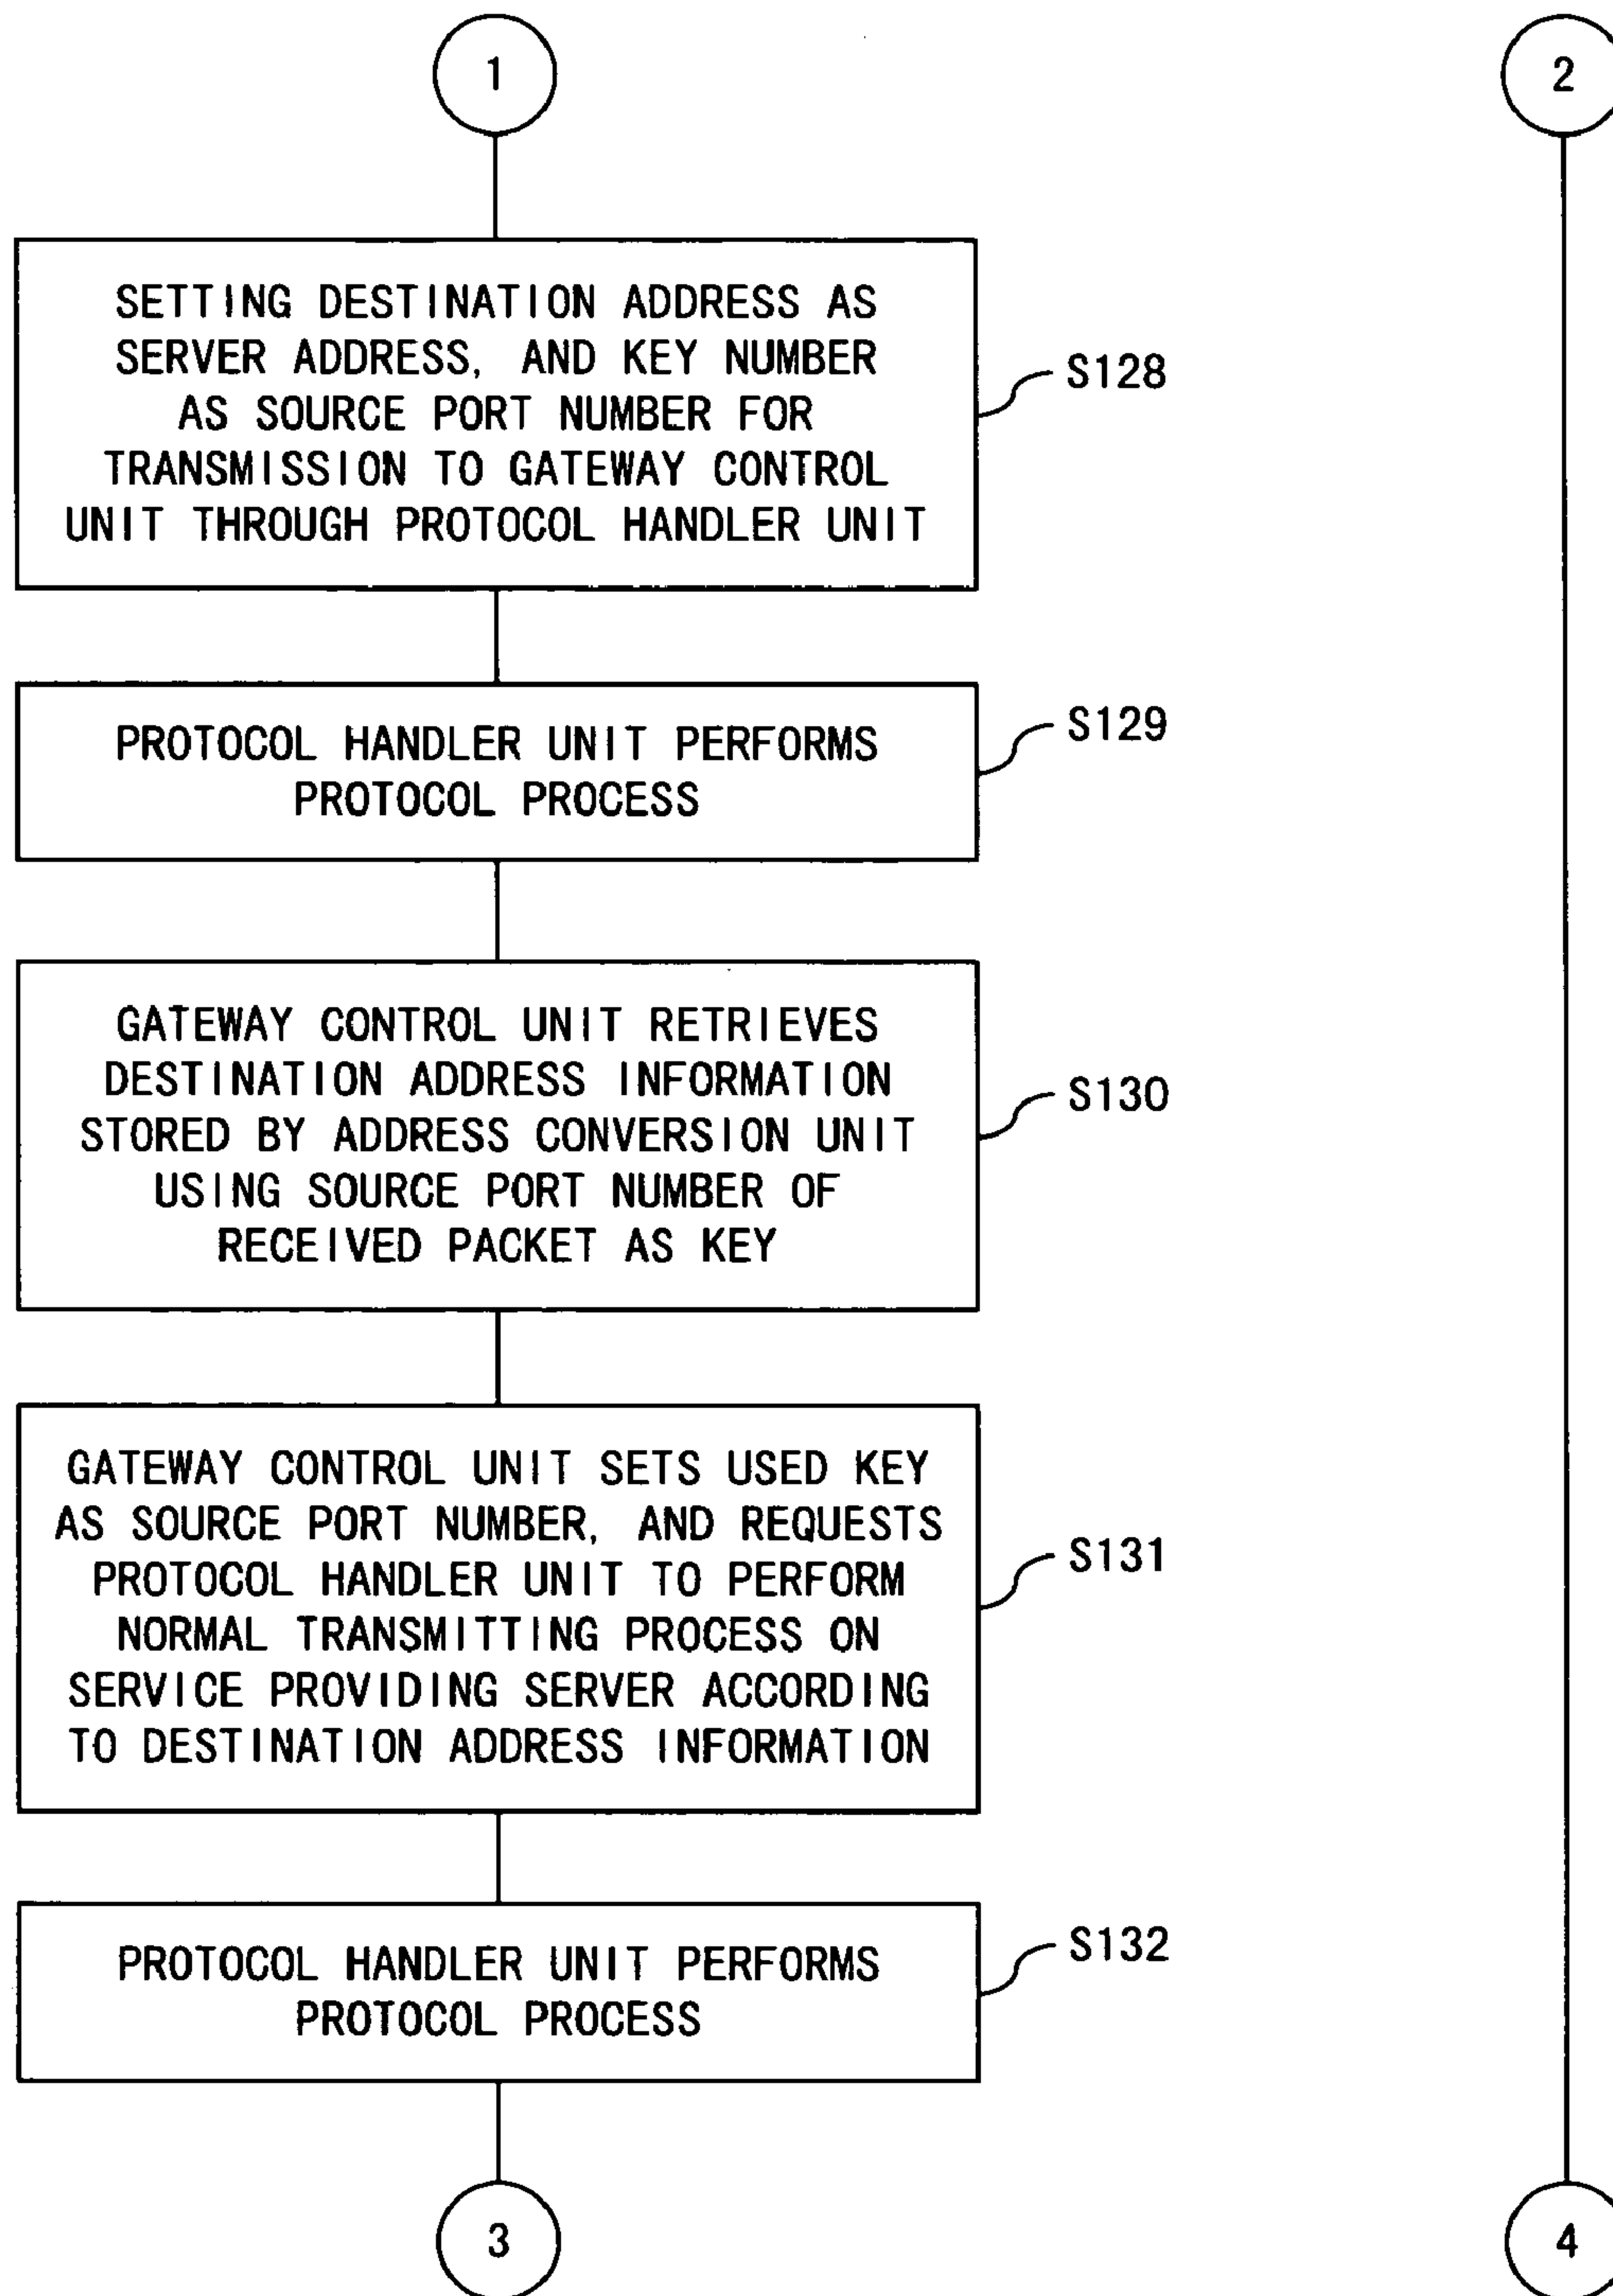 1
2
SETTING DESTINATION ADDRESS AS
SERVER ADDRESS, AND KEY NUMBER
AS SOURCE PORT NUMBER FOR
TRANSMISSION TO GATEWAY CONTROL
UNIT THROUGH PROTOCOL HANDLER UNIT
S128
PROTOCOL HANDLER UNIT PERFORMS
PROTOCOL PROCESS
S129
GATEWAY CONTROL UNIT RETRIEVES
DESTINATION ADDRESS INFORMATION
STORED BY ADDRESS CONVERSION UNIT
USING SOURCE PORT NUMBER OF
RECEIVED PACKET AS KEY
S130
GATEWAY CONTROL UNIT SETS USED KEY
AS SOURCE PORT NUMBER, AND REQUESTS
PROTOCOL HANDLER UNIT TO PERFORM
NORMAL TRANSMITTING PROCESS ON
SERVICE PROVIDING SERVER ACCORDING
TO DESTINATION ADDRESS INFORMATION
S131
PROTOCOL HANDLER UNIT PERFORMS
PROTOCOL PROCESS
S132
3
4